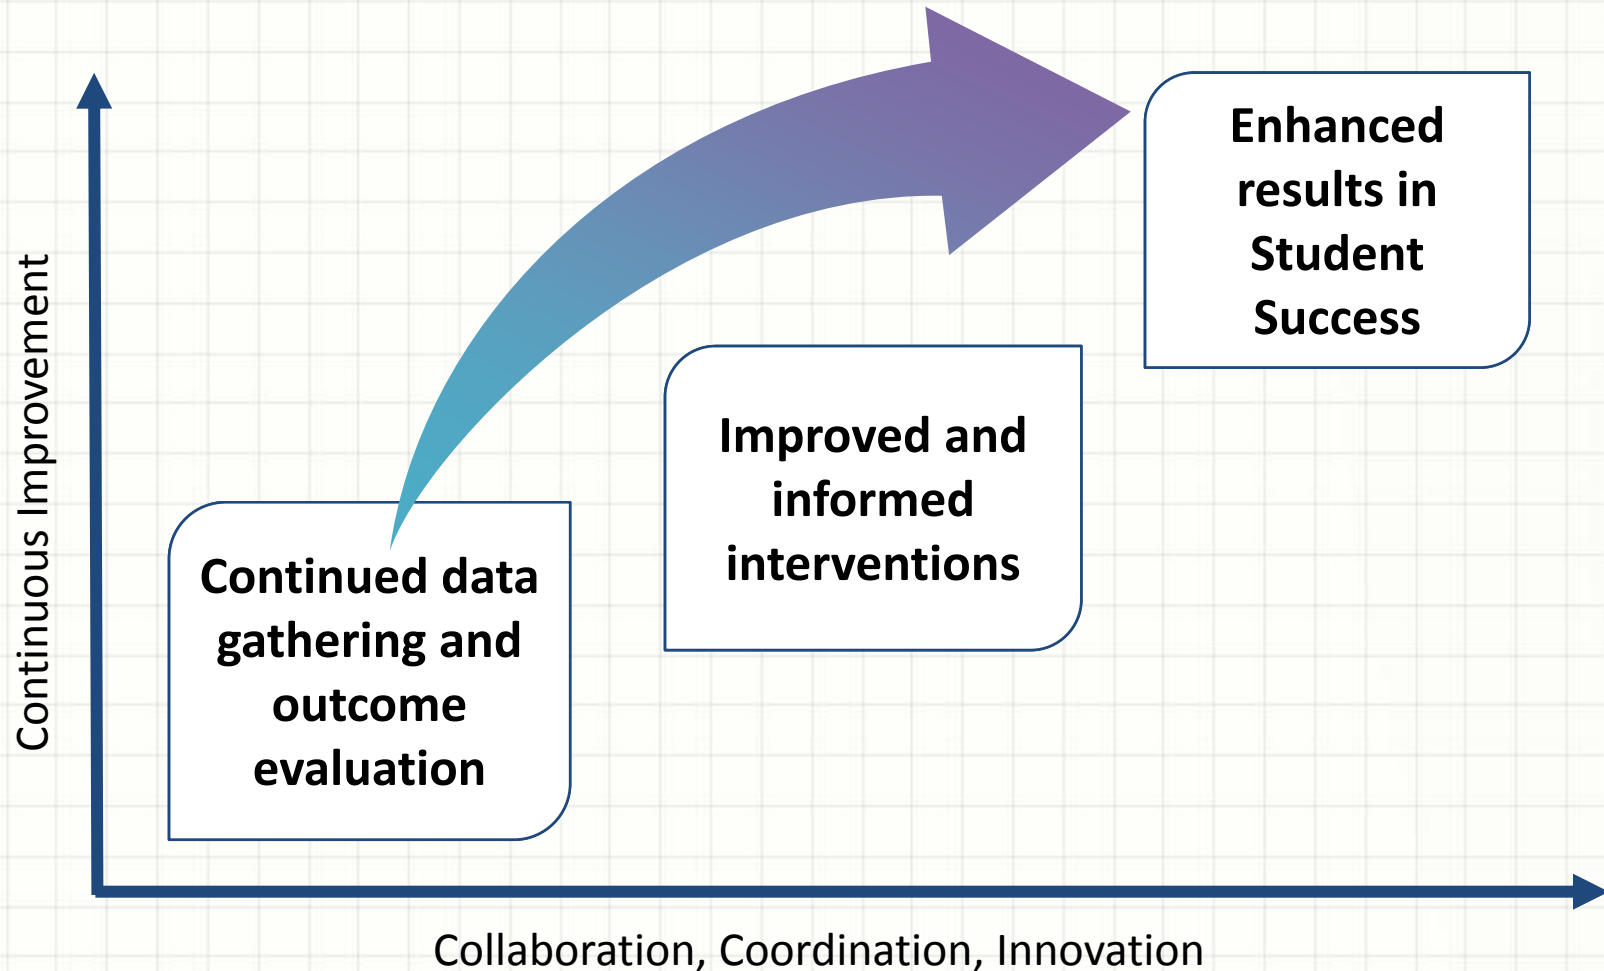 Continuous Improvement
Continued data
gathering and
outcome
evaluation
Improved and
informed
interventions
Enhanced
results in
Student
Success
Collaboration, Coordination, Innovation